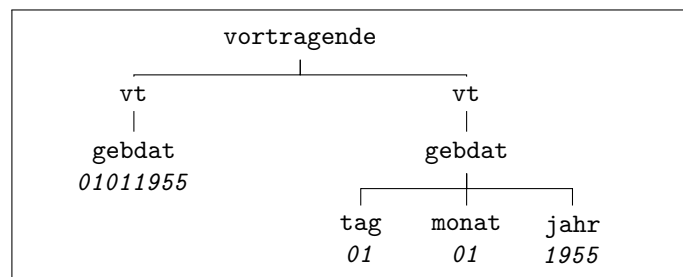 vortragende
vt vt
gebdat gebdat
01011955
tag monat jahr
01 01 1955